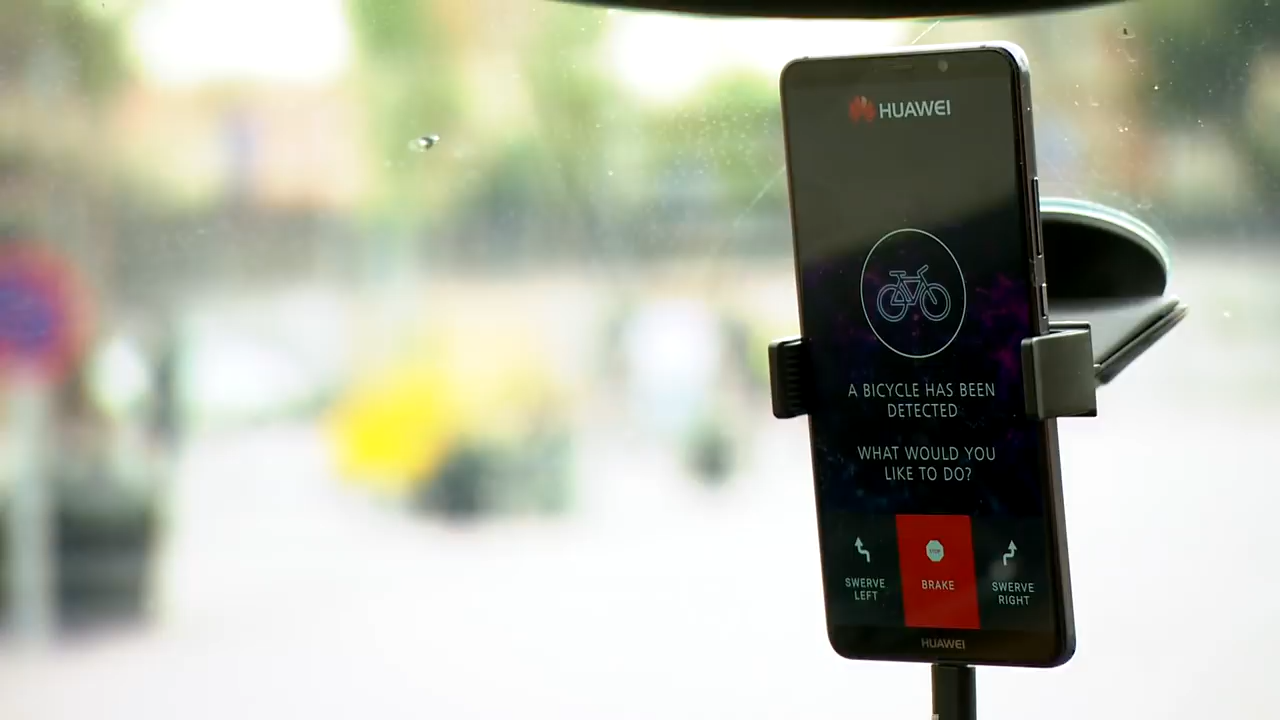 HUAWEI
A BICYCLE HAS BEEN
DETECTED
WHAT WOULD YOU
LIKE TO DO?
STOP
SWERVE
LEFT
BRAKE
SWERVE
RIGHT
HUAWEI